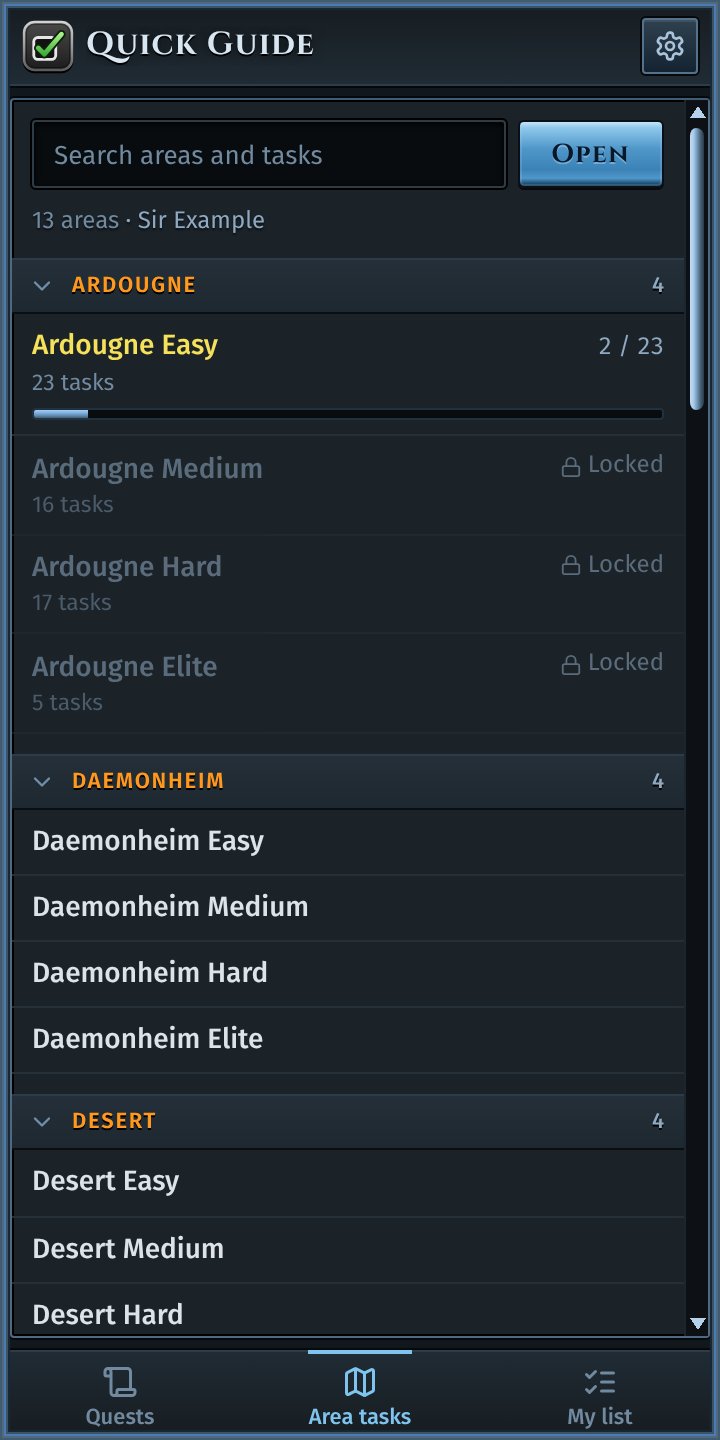 Quick Guide
Search areas and tasks
Open
13 areas · Sir Example
ARDOUGNE 4
Ardougne Easy 2 / 23
23 tasks
Ardougne Medium Locked
16 tasks
Ardougne Hard Locked
17 tasks
Ardougne Elite Locked
5 tasks
DAEMONHEIM 4
Daemonheim Easy
Daemonheim Medium
Daemonheim Hard
Daemonheim Elite
DESERT 4
Desert Easy
Desert Medium
Desert Hard
Quests
Area tasks
My list